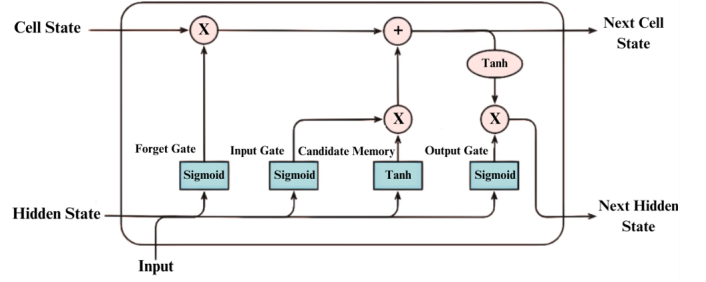 Cell State
X
+
Next Cell
State
Tanh
X
X
Forget Gate
Input Gate
Candidate Memory
Output Gate
Sigmoid
Sigmoid
Tanh
Sigmoid
Hidden State
Next Hidden
State
Input